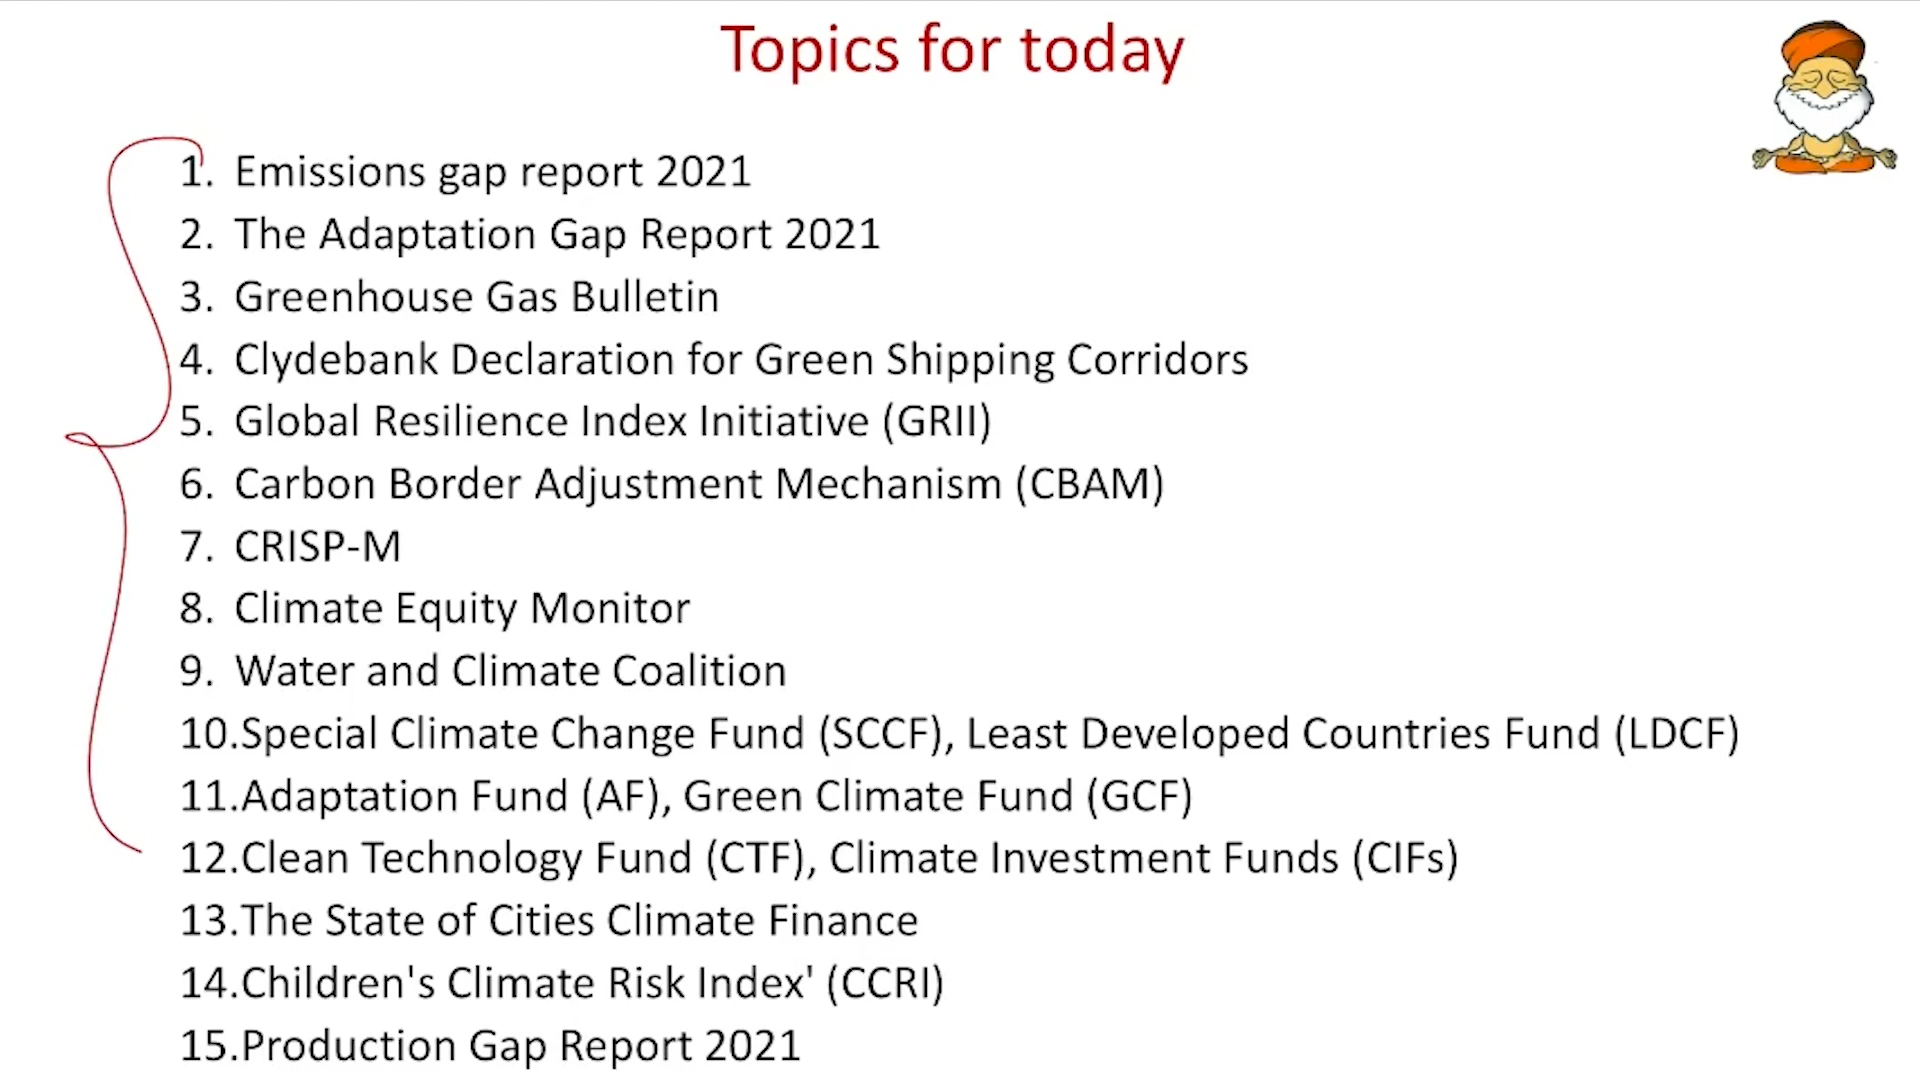 Topics for today
1. Emissions gap report 2021
2. The Adaptation Gap Report 2021
3. Greenhouse Gas Bulletin
4. Clydebank Declaration for Green Shipping Corridors
5. Global Resilience Index Initiative (GRII)
6. Carbon Border Adjustment Mechanism (CBAM)
7. CRISP-M
8. Climate Equity Monitor
9. Water and Climate Coalition
10.Special Climate Change Fund (SCCF), Least Developed Countries Fund (LDCF)
11.Adaptation Fund (AF), Green Climate Fund (GCF)
12.Clean Technology Fund (CTF), Climate Investment Funds (CIFs)
13.The State of Cities Climate Finance
14.Children's Climate Risk Index' (CCRI)
15.Production Gap Report 2021